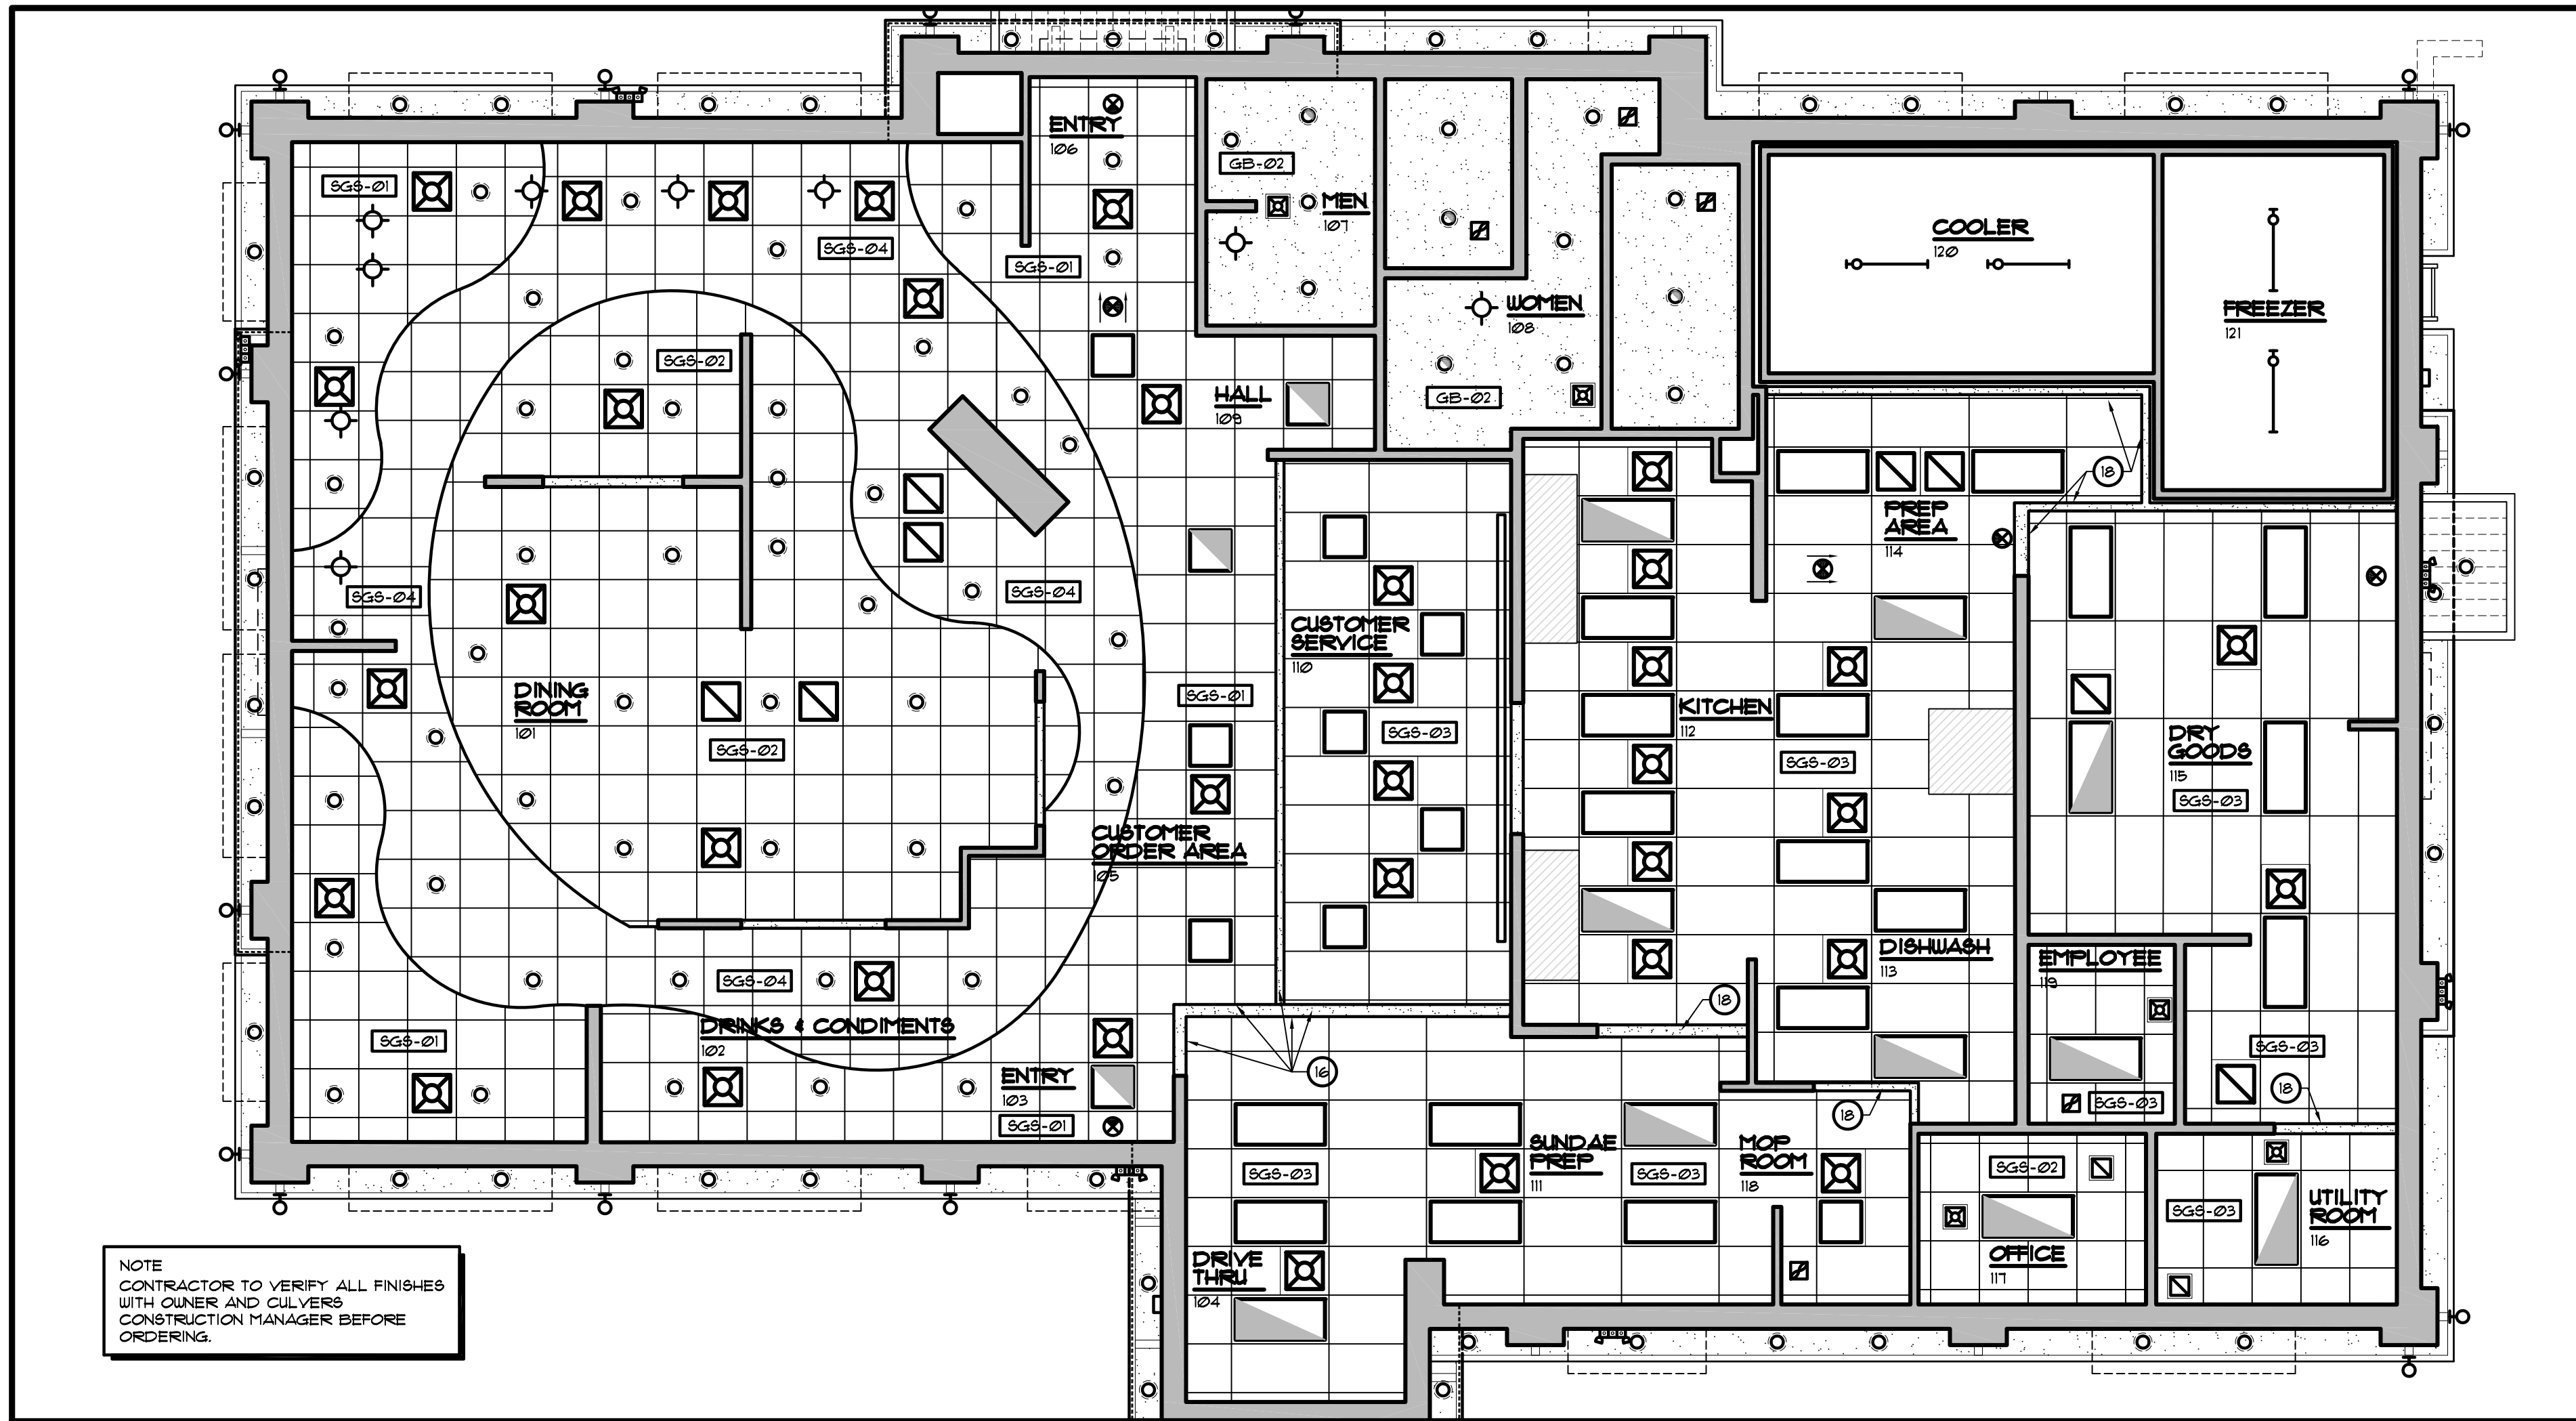 ENTRY
106
SGS-01
GB-02
MEN
107
SGS-04
SGS-01
COOLER
120
WOMEN
108
FREEZER
121
SGS-02
HALL
109
GB-02
18
PREP
AREA
114
SGS-04
SGS-04
CUSTOMER
SERVICE
110
DINING
ROOM
101
SGS-01
KITCHEN
112
SGS-03
SGS-02
SGS-03
DRY
GOODS
115
SGS-03
CUSTOMER
ORDER AREA
105
DISHWASH
113
EMPLOYEE
119
SGS-04
18
DRINKS & CONDIMENTS
102
SGS-01
SGS-03
ENTRY
103
16
18
SGS-01
18
SGS-03
SUNDAE
PREP
111
MOP
ROOM
118
SGS-03
SGS-03
SGS-02
UTILITY
ROOM
116
SGS-03
DRIVE
THRU
104
OFFICE
117
NOTE
CONTRACTOR TO VERIFY ALL FINISHES
WITH OWNER AND CULVERS
CONSTRUCTION MANAGER BEFORE
ORDERING.